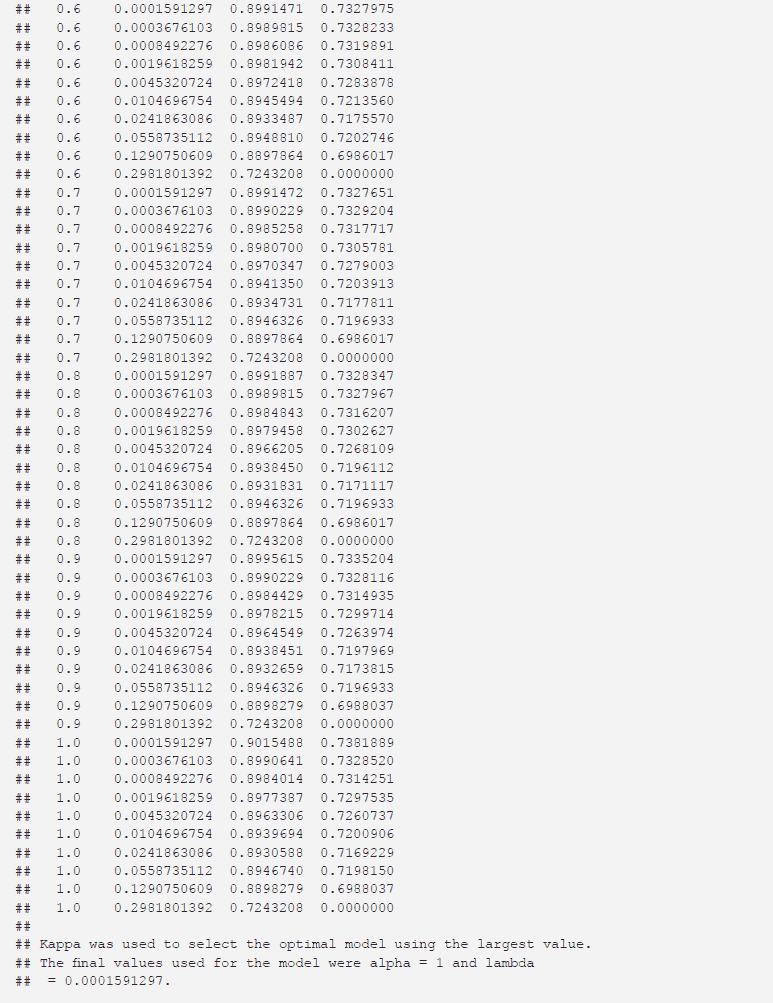 ## 0.6 0.0001591297 0.8991471 0.7327975
## 0.6 0.0003676103 0.8989815 0.7328233
## 0.6 0.0008492276 0.8986086 0.7319891
## 0.6 0.0019618259 0.8981942 0.7308411
## 0.6 0.0045320724 0.8972418 0.7283878
## 0.6 0.0104696754 0.8945494 0.7213560
## 0.6 0.0241863086 0.8933487 0.7175570
## 0.6 0.0558735112 0.8948810 0.7202746
## 0.6 0.1290750609 0.8897864 0.6986017
## 0.6 0.2981801392 0.7243208 0.0000000
## 0.7 0.0001591297 0.8991472 0.7327651
## 0.7 0.0003676103 0.8990229 0.7329204
## 0.7 0.0008492276 0.8985258 0.7317717
## 0.7 0.0019618259 0.8980700 0.7305781
## 0.7 0.0045320724 0.8970347 0.7279003
## 0.7 0.0104696754 0.8941350 0.7203913
## 0.7 0.0241863086 0.8934731 0.7177811
## 0.7 0.0558735112 0.8946326 0.7196933
## 0.7 0.1290750609 0.8897864 0.6986017
## 0.7 0.2981801392 0.7243208 0.0000000
## 0.8 0.0001591297 0.8991887 0.7328347
## 0.8 0.0003676103 0.8989815 0.7327967
## 0.8 0.0008492276 0.8984843 0.7316207
## 0.8 0.0019618259 0.8979458 0.7302627
## 0.8 0.0045320724 0.8966205 0.7268109
## 0.8 0.0104696754 0.8938450 0.7196112
## 0.8 0.0241863086 0.8931831 0.7171117
## 0.8 0.0558735112 0.8946326 0.7196933
## 0.8 0.1290750609 0.8897864 0.6986017
## 0.8 0.2981801392 0.7243208 0.0000000
## 0.9 0.0001591297 0.8995615 0.7335204
## 0.9 0.0003676103 0.8990229 0.7328116
## 0.9 0.0008492276 0.8984429 0.7314935
## 0.9 0.0019618259 0.8978215 0.7299714
## 0.9 0.0045320724 0.8964549 0.7263974
## 0.9 0.0104696754 0.8938451 0.7197969
## 0.9 0.0241863086 0.8932659 0.7173815
## 0.9 0.0558735112 0.8946326 0.7196933
## 0.9 0.1290750609 0.8898279 0.6988037
## 0.9 0.2981801392 0.7243208 0.0000000
## 1.0 0.0001591297 0.9015488 0.7381889
## 1.0 0.0003676103 0.8990641 0.7328520
## 1.0 0.0008492276 0.8984014 0.7314251
## 1.0 0.0019618259 0.8977387 0.7297535
## 1.0 0.0045320724 0.8963306 0.7260737
## 1.0 0.0104696754 0.8939694 0.7200906
## 1.0 0.0241863086 0.8930588 0.7169229
## 1.0 0.0558735112 0.8946740 0.7198150
## 1.0 0.1290750609 0.8898279 0.6988037
## 1.0 0.2981801392 0.7243208 0.0000000
##
## Kappa was used to select the optimal model using the largest value.
## The final values used for the model were alpha = 1 and lambda
## = 0.0001591297.